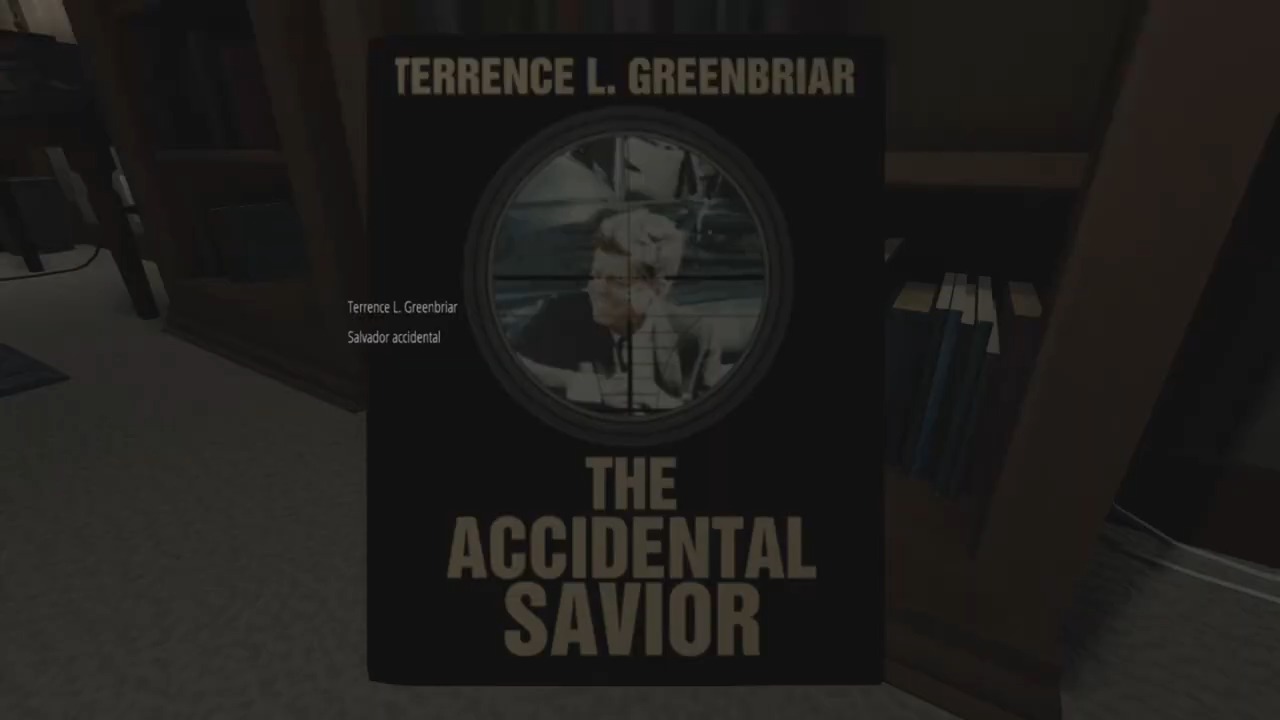 TERRENCE L. GREENBRIAR
Terrence L. Greenbriar
Salvador accidental
THE
ACCIDENTAL
SAVIOR